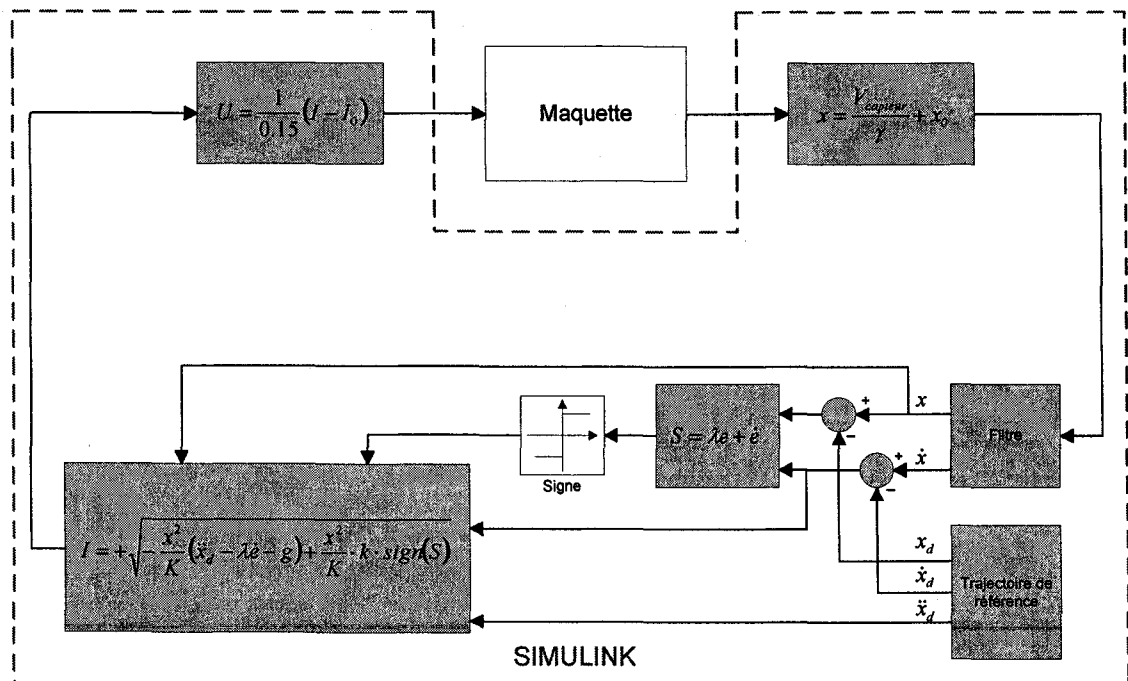 U = 1/0.15 (I − I₀)
Maquette
x = V_capteur/γ + x₀
x
+
−
Filtre
S = λe + ė
ẋ
+
−
Signe
I = +√(−x²/K (ẍ_d − λė − g) + x²/K · k · sign(S))
x_d
ẋ_d
ẍ_d
Trajectoire de
référence
SIMULINK